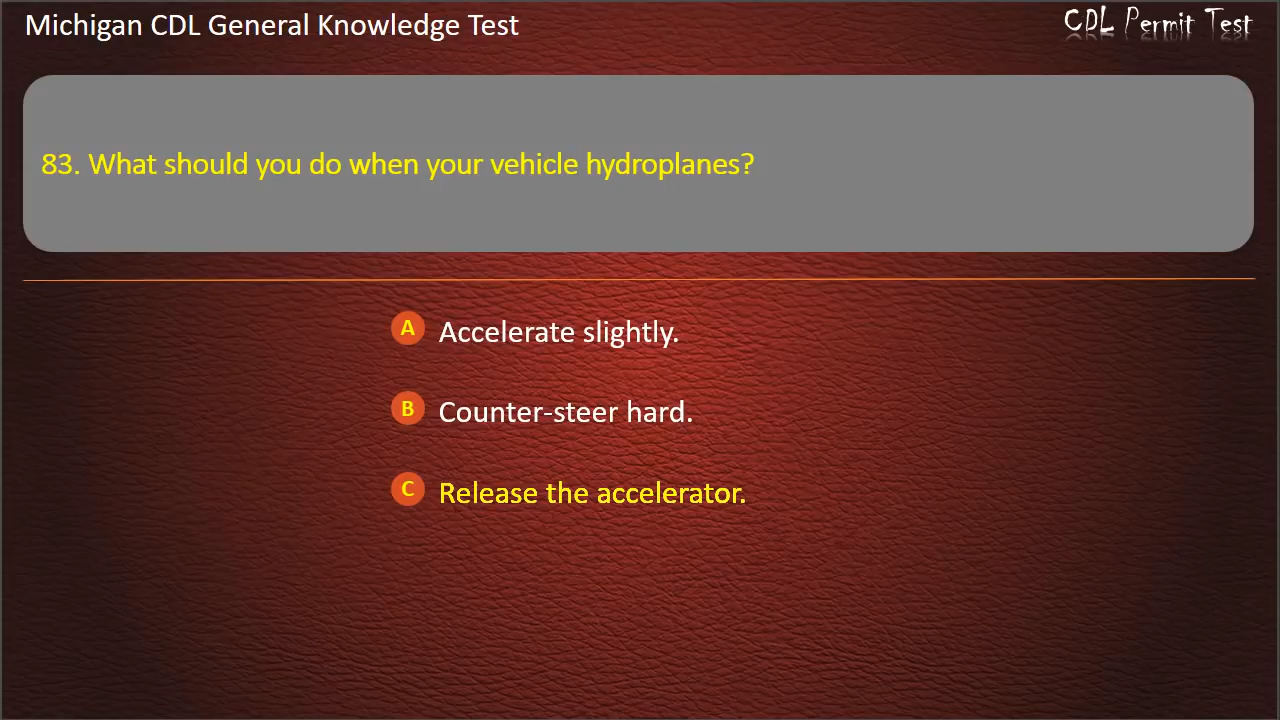 Michigan CDL General Knowledge Test
CDL Permit Test
83. What should you do when your vehicle hydroplanes?
A Accelerate slightly.
B Counter-steer hard.
C Release the accelerator.